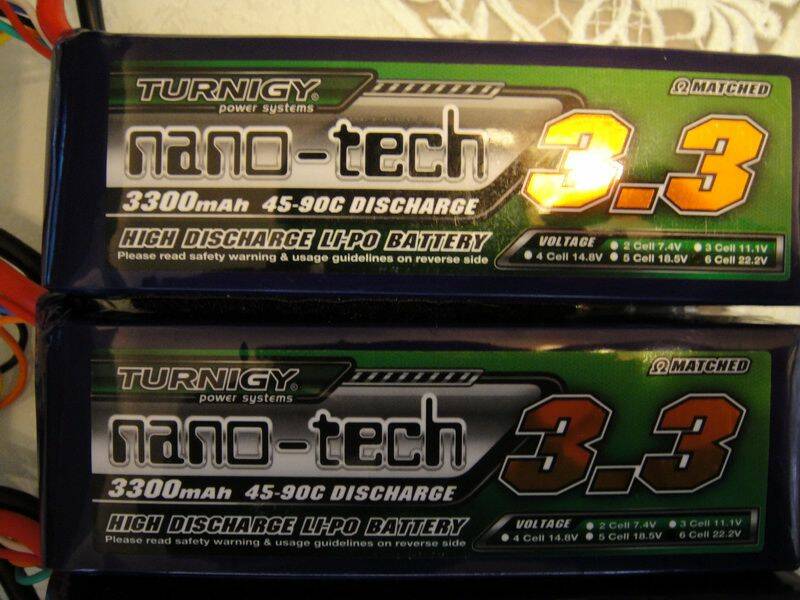 TURNIGY®
power systems
Ω MATCHED
nano-tech 3.3
3300mAh 45-90C DISCHARGE
HIGH DISCHARGE LI-PO BATTERY
Please read safety warning & usage guidelines on reverse side
VOLTAGE 2 Cell 7.4V 3 Cell 11.1V
4 Cell 14.8V 5 Cell 18.5V 6 Cell 22.2V
TURNIGY®
power systems
Ω MATCHED
nano-tech 3.3
3300mAh 45-90C DISCHARGE
HIGH DISCHARGE LI-PO BATTERY
Please read safety warning & usage guidelines on reverse side
VOLTAGE 2 Cell 7.4V 3 Cell 11.1V
4 Cell 14.8V 5 Cell 18.5V 6 Cell 22.2V